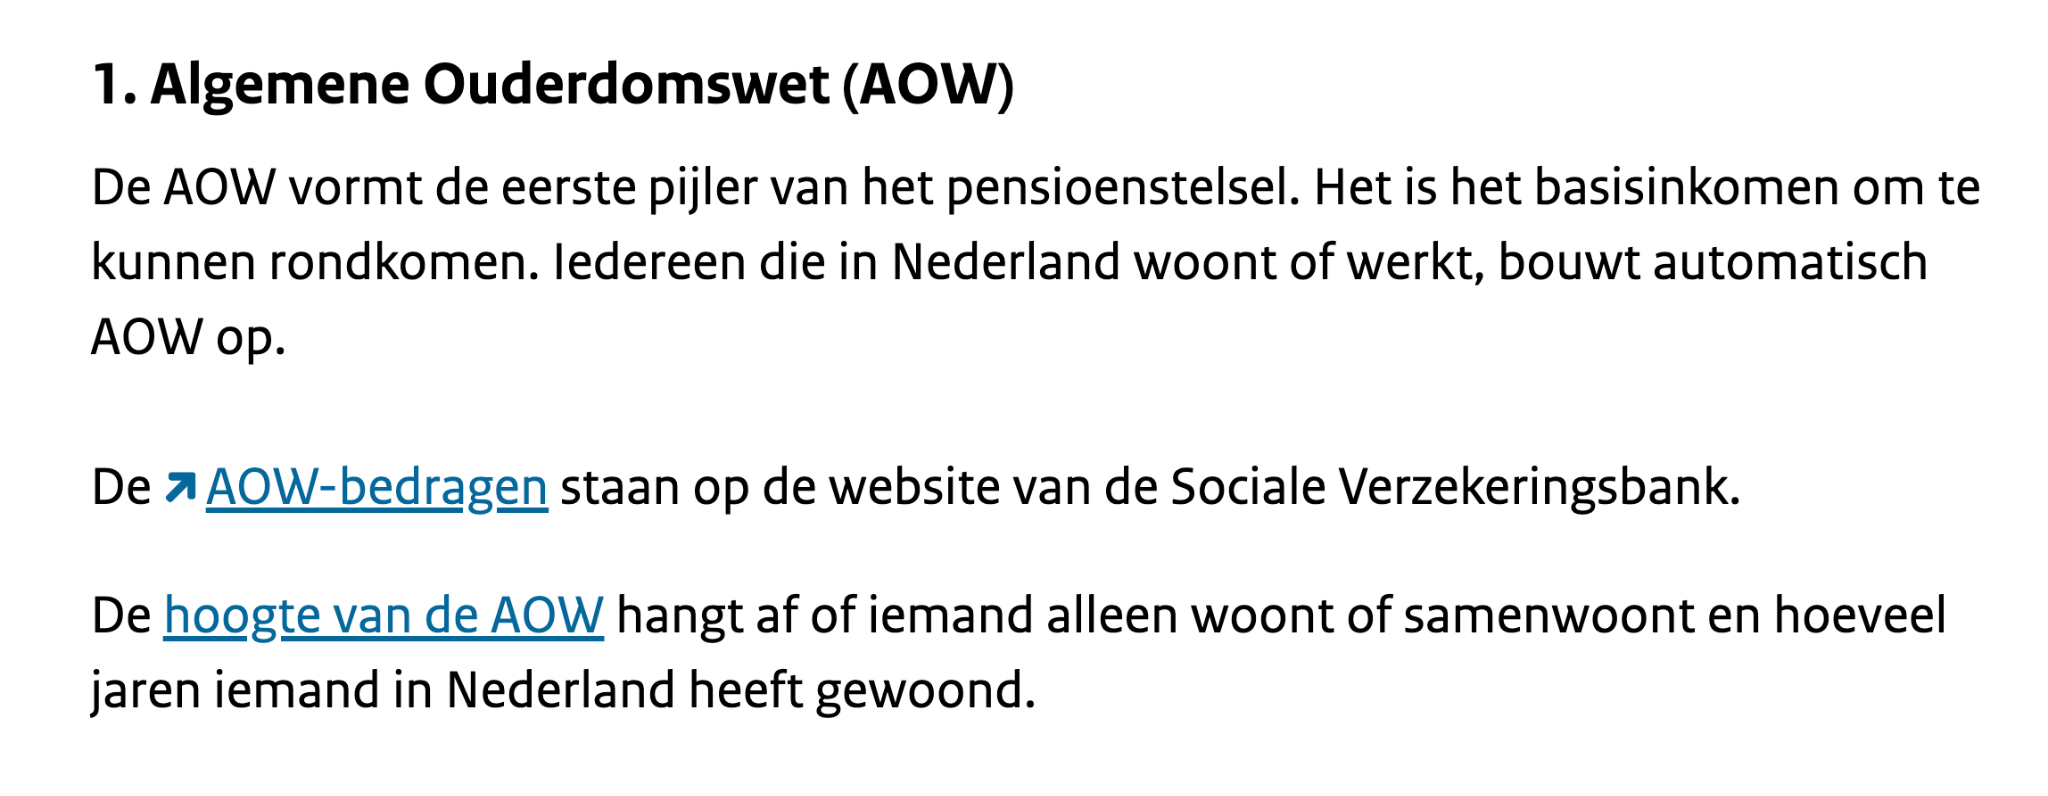 1. Algemene Ouderdomswet (AOW)
De AOW vormt de eerste pijler van het pensioenstelsel. Het is het basisinkomen om te
kunnen rondkomen. Iedereen die in Nederland woont of werkt, bouwt automatisch
AOW op.
De AOW-bedragen staan op de website van de Sociale Verzekeringsbank.
De hoogte van de AOW hangt af of iemand alleen woont of samenwoont en hoeveel
jaren iemand in Nederland heeft gewoond.